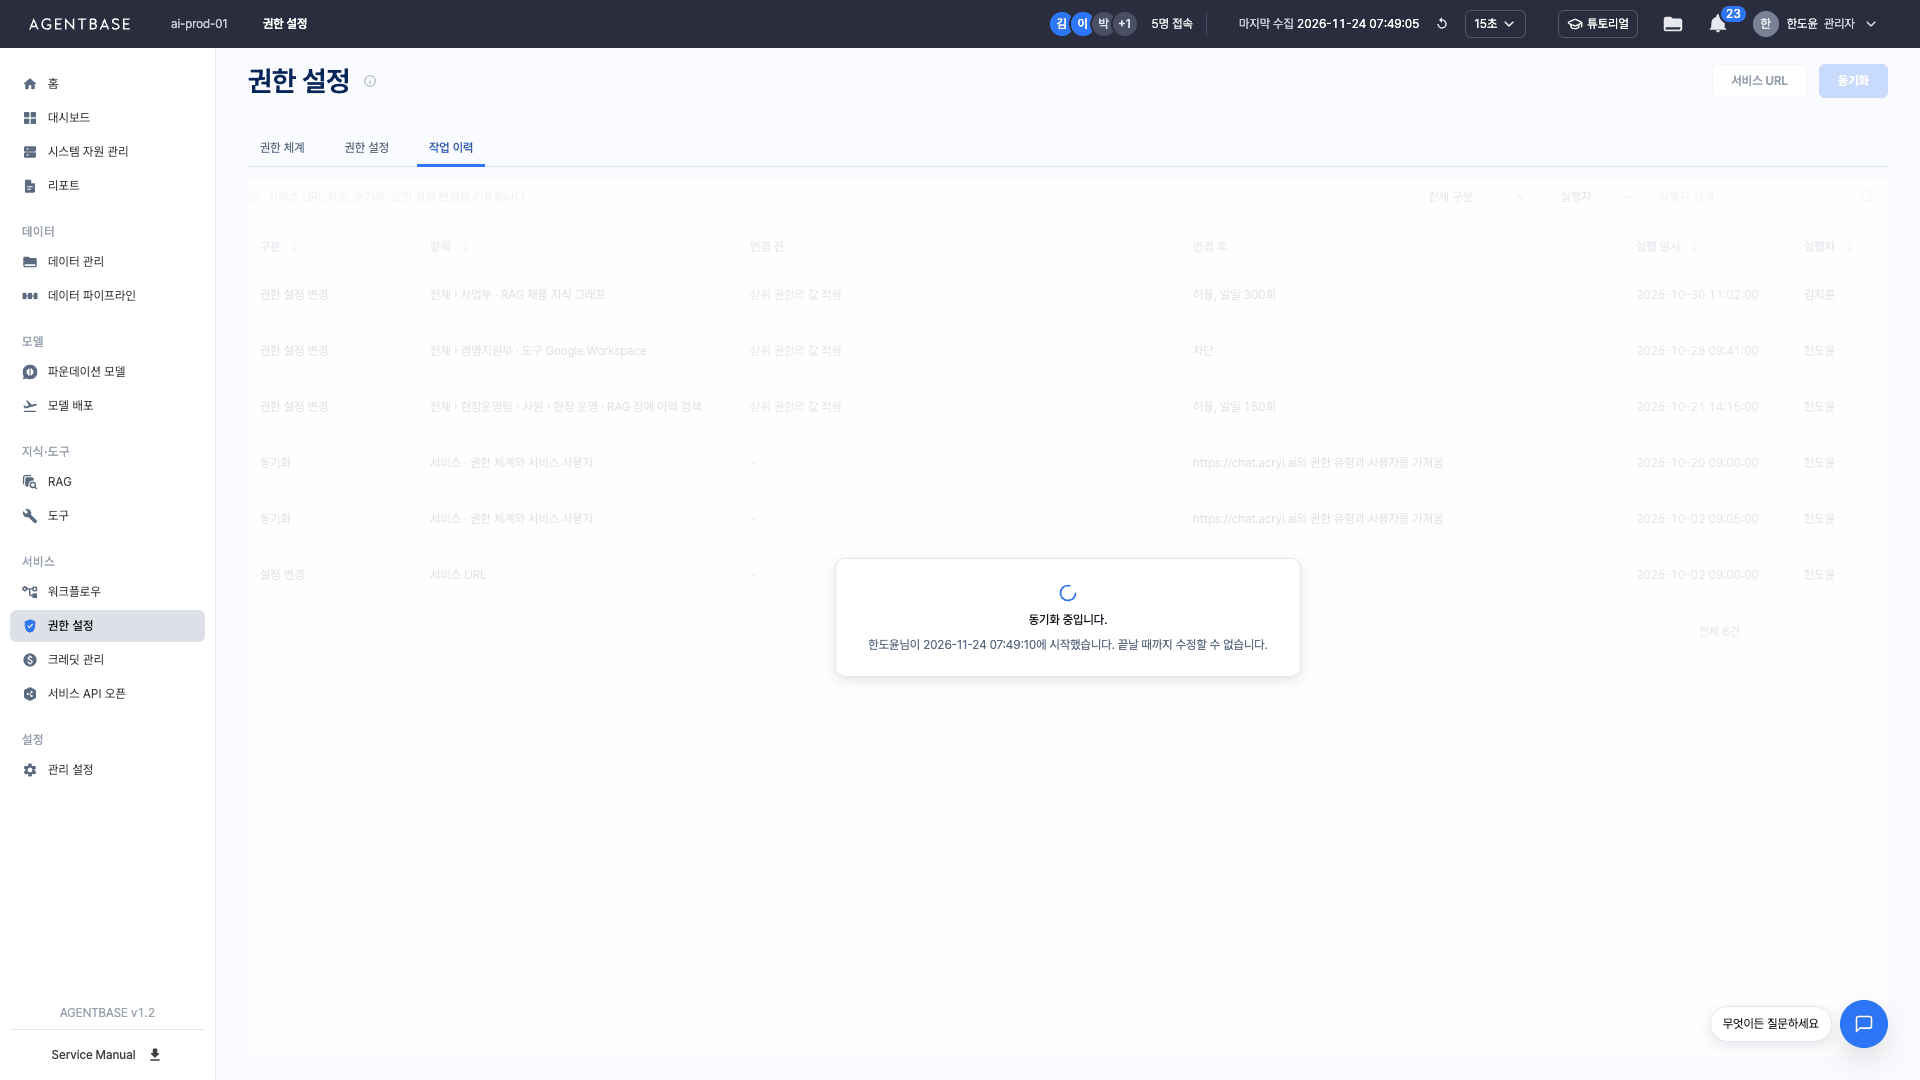 AGENTBASE
ai-prod-01
권한 설정
김 이 박 +1 5명 접속
마지막 수집 2026-11-24 07:49:05
15초
튜토리얼
23
한 한도윤 관리자
홈
대시보드
시스템 자원 관리
리포트
데이터
데이터 관리
데이터 파이프라인
모델
파운데이션 모델
모델 배포
지식·도구
RAG
도구
서비스
워크플로우
권한 설정
크레딧 관리
서비스 API 오픈
설정
관리 설정
AGENTBASE v1.2
Service Manual
권한 설정
서비스 URL
동기화
권한 체계 권한 설정 작업 이력
서비스 URL 저장, 동기화, 권한 설정 변경을 기록합니다.
전체 구분 실행자 실행자 검색
구분 항목 변경 전 변경 후 실행 일시 실행자
권한 설정 변경 전체 › 사업부 · RAG 제품 지식 그래프 상위 권한의 값 적용 허용, 일일 300회 2026-10-30 11:02:00 김지훈
권한 설정 변경 전체 › 경영지원부 · 도구 Google Workspace 상위 권한의 값 적용 차단 2026-10-28 09:41:00 한도윤
권한 설정 변경 전체 › 현장운영팀 › 사원 › 현장 운영 · RAG 장애 이력 검색 상위 권한의 값 적용 허용, 일일 150회 2026-10-21 14:15:00 한도윤
동기화 서비스 · 권한 체계와 서비스 사용자 - https://chat.acryl.ai의 권한 유형과 사용자를 가져옴 2026-10-20 09:00:00 한도윤
동기화 서비스 · 권한 체계와 서비스 사용자 - https://chat.acryl.ai의 권한 유형과 사용자를 가져옴 2026-10-02 09:05:00 한도윤
설정 변경 서비스 URL - 2026-10-02 09:00:00 한도윤
전체 6건
동기화 중입니다.
한도윤님이 2026-11-24 07:49:10에 시작했습니다. 끝날 때까지 수정할 수 없습니다.
무엇이든 질문하세요